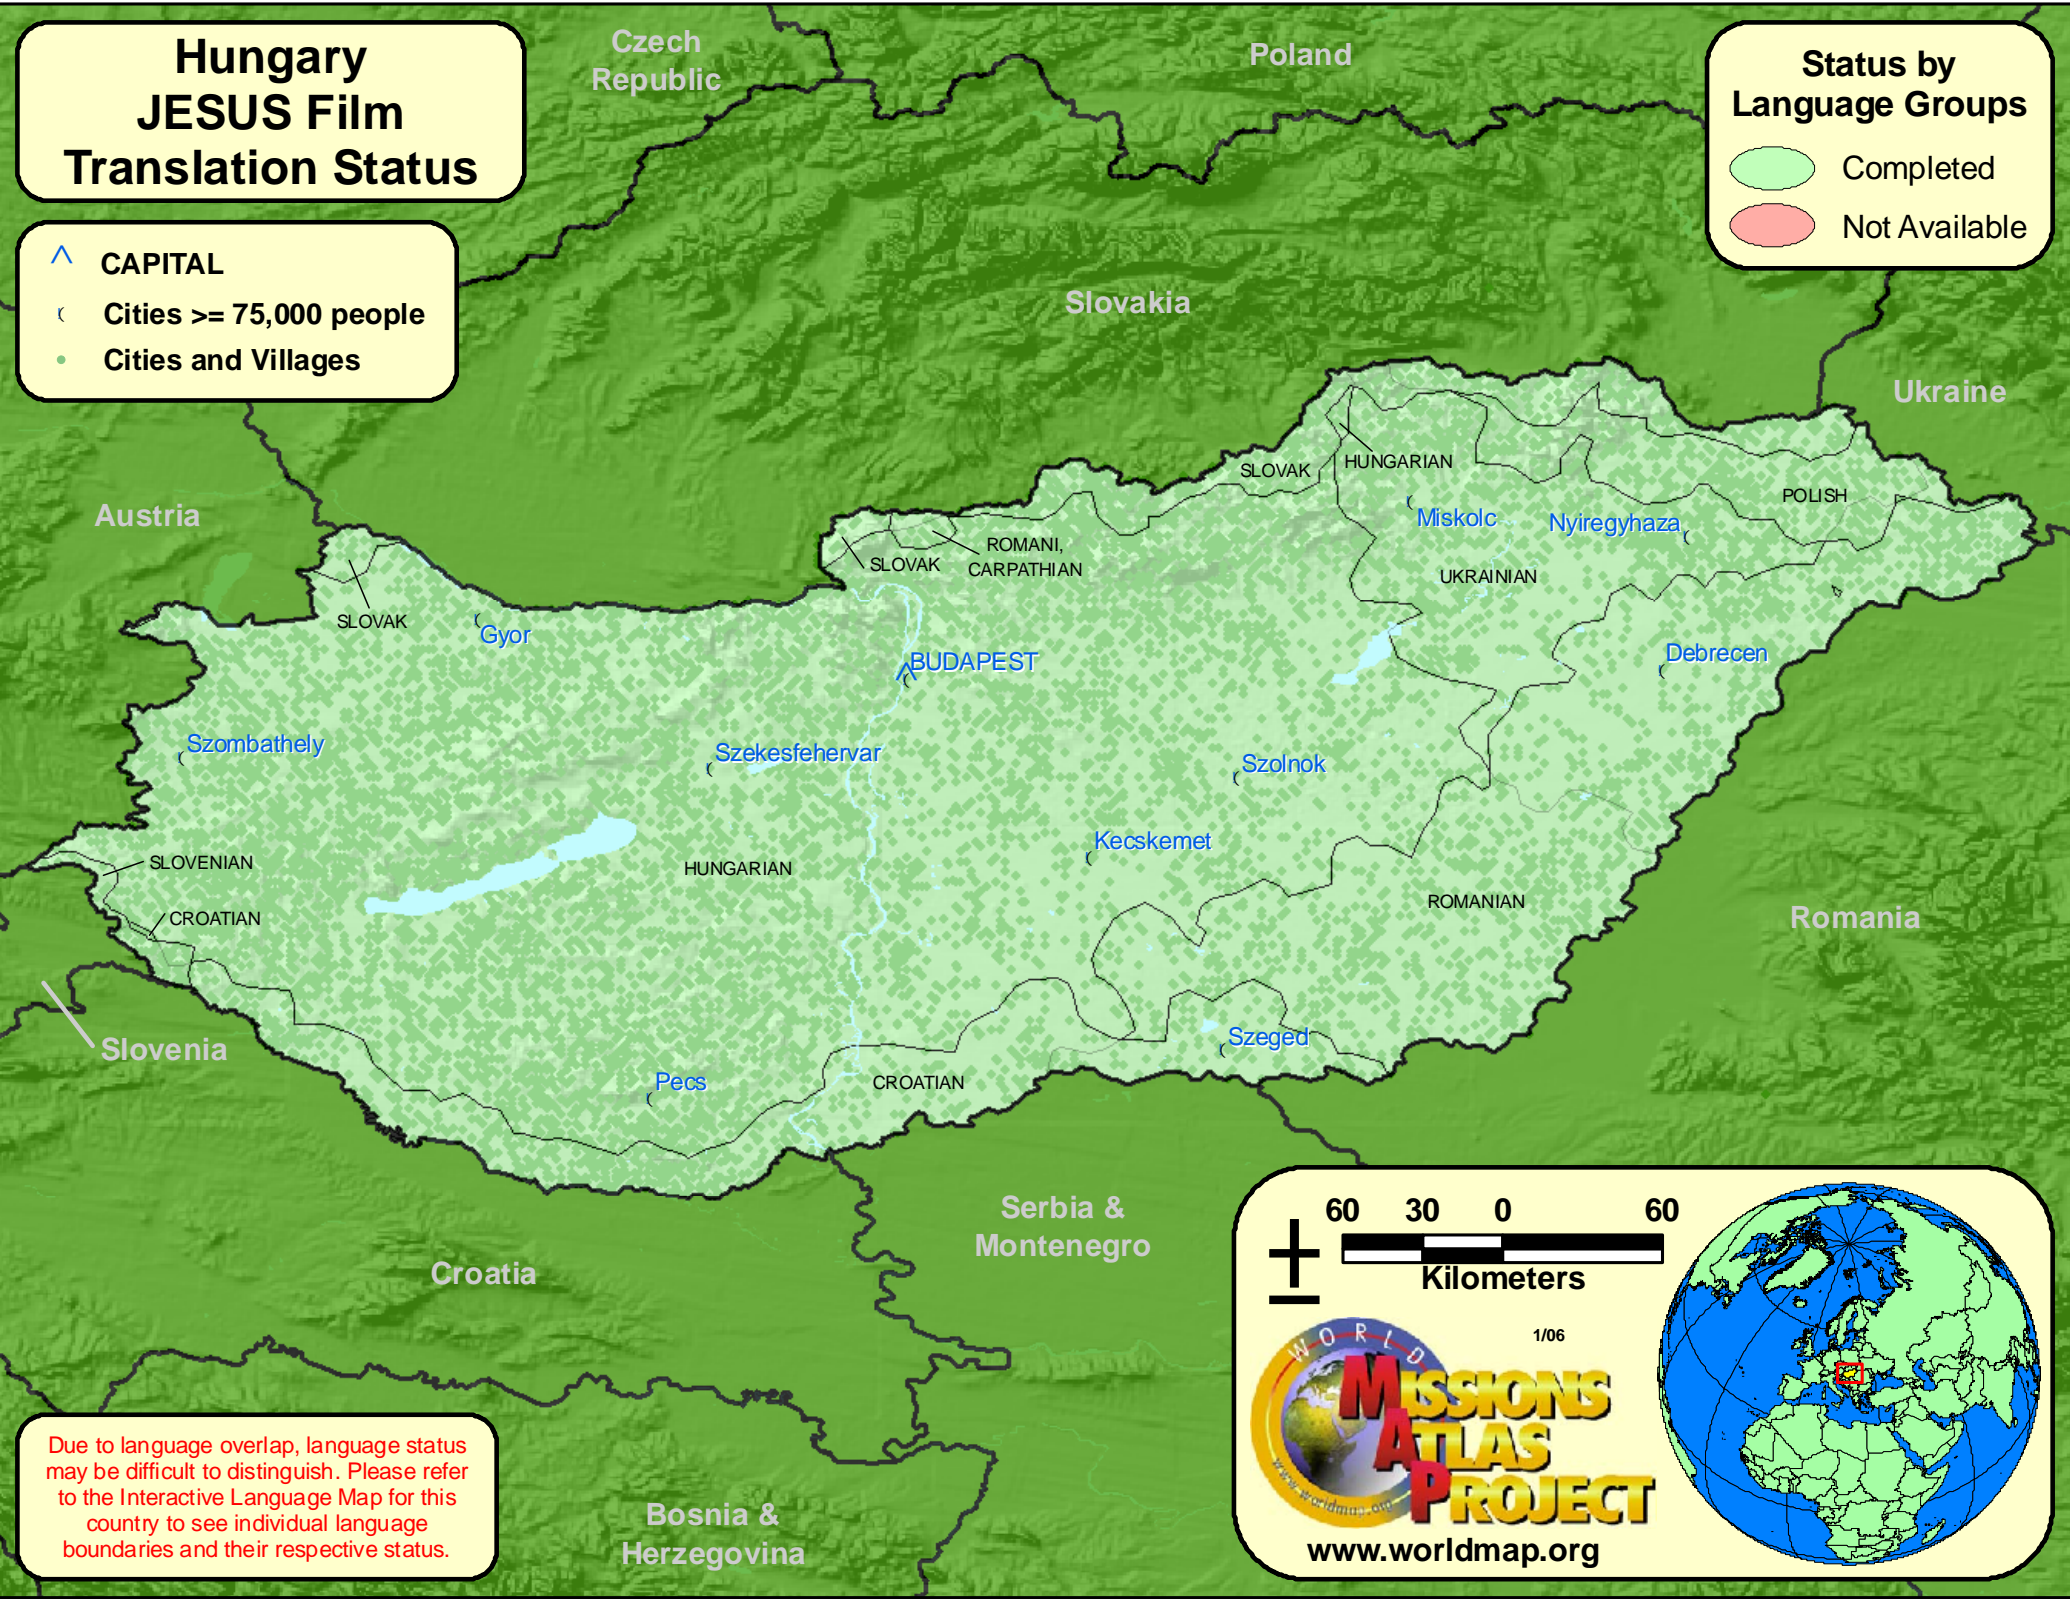 Hungary
JESUS Film
Translation Status
CAPITAL
Cities >= 75,000 people
Cities and Villages
Status by
Language Groups
Completed
Not Available
Czech
Republic
Poland
Slovakia
Ukraine
Austria
Romania
Slovenia
Croatia
Serbia &
Montenegro
Bosnia &
Herzegovina
SLOVAK
HUNGARIAN
POLISH
Miskolc
Nyiregyhaza
SLOVAK
ROMANI,
CARPATHIAN
UKRAINIAN
SLOVAK
Gyor
BUDAPEST
Debrecen
Szombathely
Szekesfehervar
Szolnok
Kecskemet
SLOVENIAN
HUNGARIAN
ROMANIAN
CROATIAN
Szeged
Pecs
CROATIAN
60 30 0 60
Kilometers
1/06
WORLD
MISSIONS
ATLAS
PROJECT
www.worldmap.org
www.worldmap.org
Due to language overlap, language status
may be difficult to distinguish. Please refer
to the Interactive Language Map for this
country to see individual language
boundaries and their respective status.